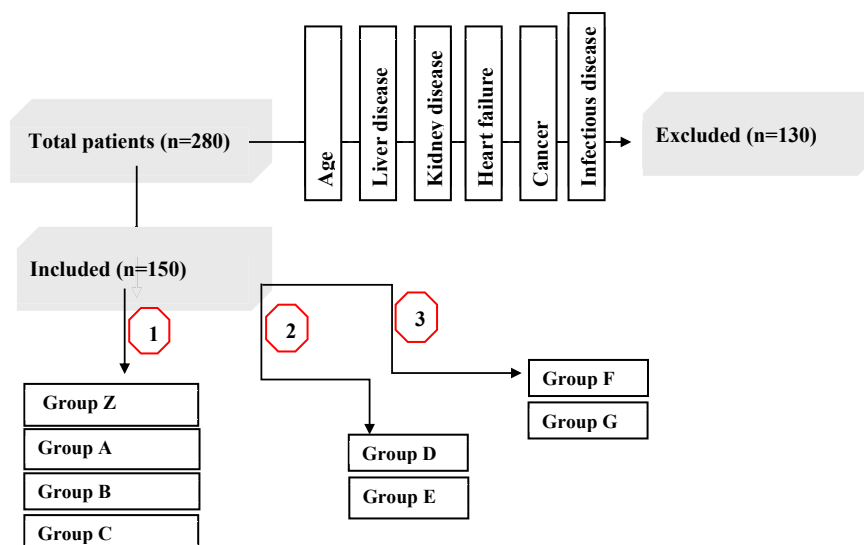 Total patients (n=280)
Age
Liver disease
Kidney disease
Heart failure
Cancer
Infectious disease
Excluded (n=130)
Included (n=150)
1
2
3
Group Z
Group A
Group B
Group C
Group D
Group E
Group F
Group G